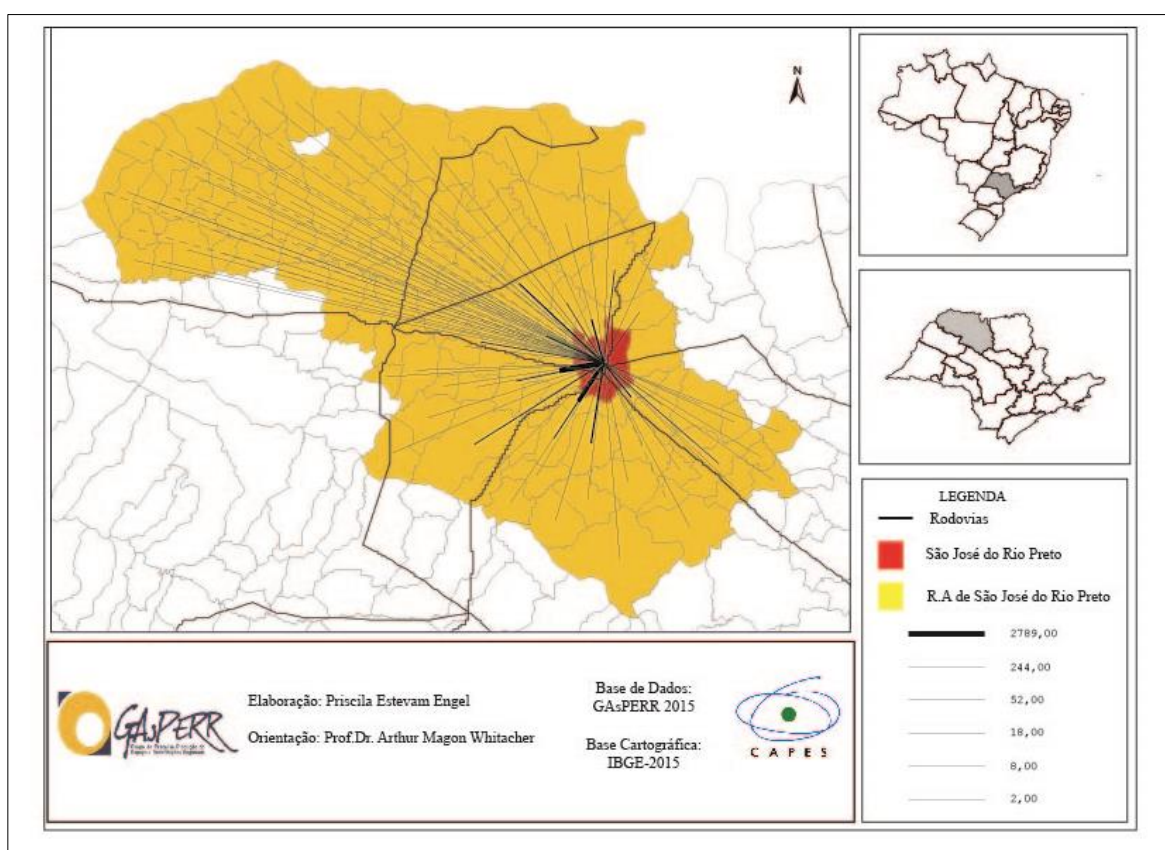 N
LEGENDA
Rodovias
São José do Rio Preto
R.A de São José do Rio Preto
2789,00
244,00
52,00
18,00
8,00
2,00
GAsPERR
Elaboração: Priscila Estevam Engel
Orientação: Prof.Dr. Arthur Magon Whitacher
Base de Dados:
GAsPERR 2015
Base Cartográfica:
IBGE-2015
CAPES